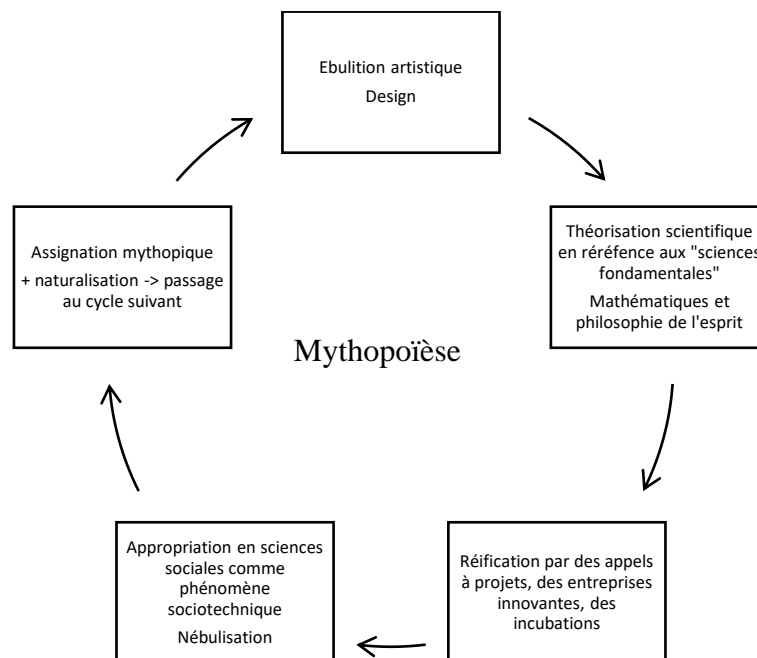 Ebulition artistique
Design
Théorisation scientifique
en réréfence aux "sciences
fondamentales"
Mathématiques et
philosophie de l'esprit
Réification par des appels
à projets, des entreprises
innovantes, des
incubations
Appropriation en sciences
sociales comme
phénomène
sociotechnique
Nébulisation
Assignation mythopique
+ naturalisation -> passage
au cycle suivant
Mythopoïèse